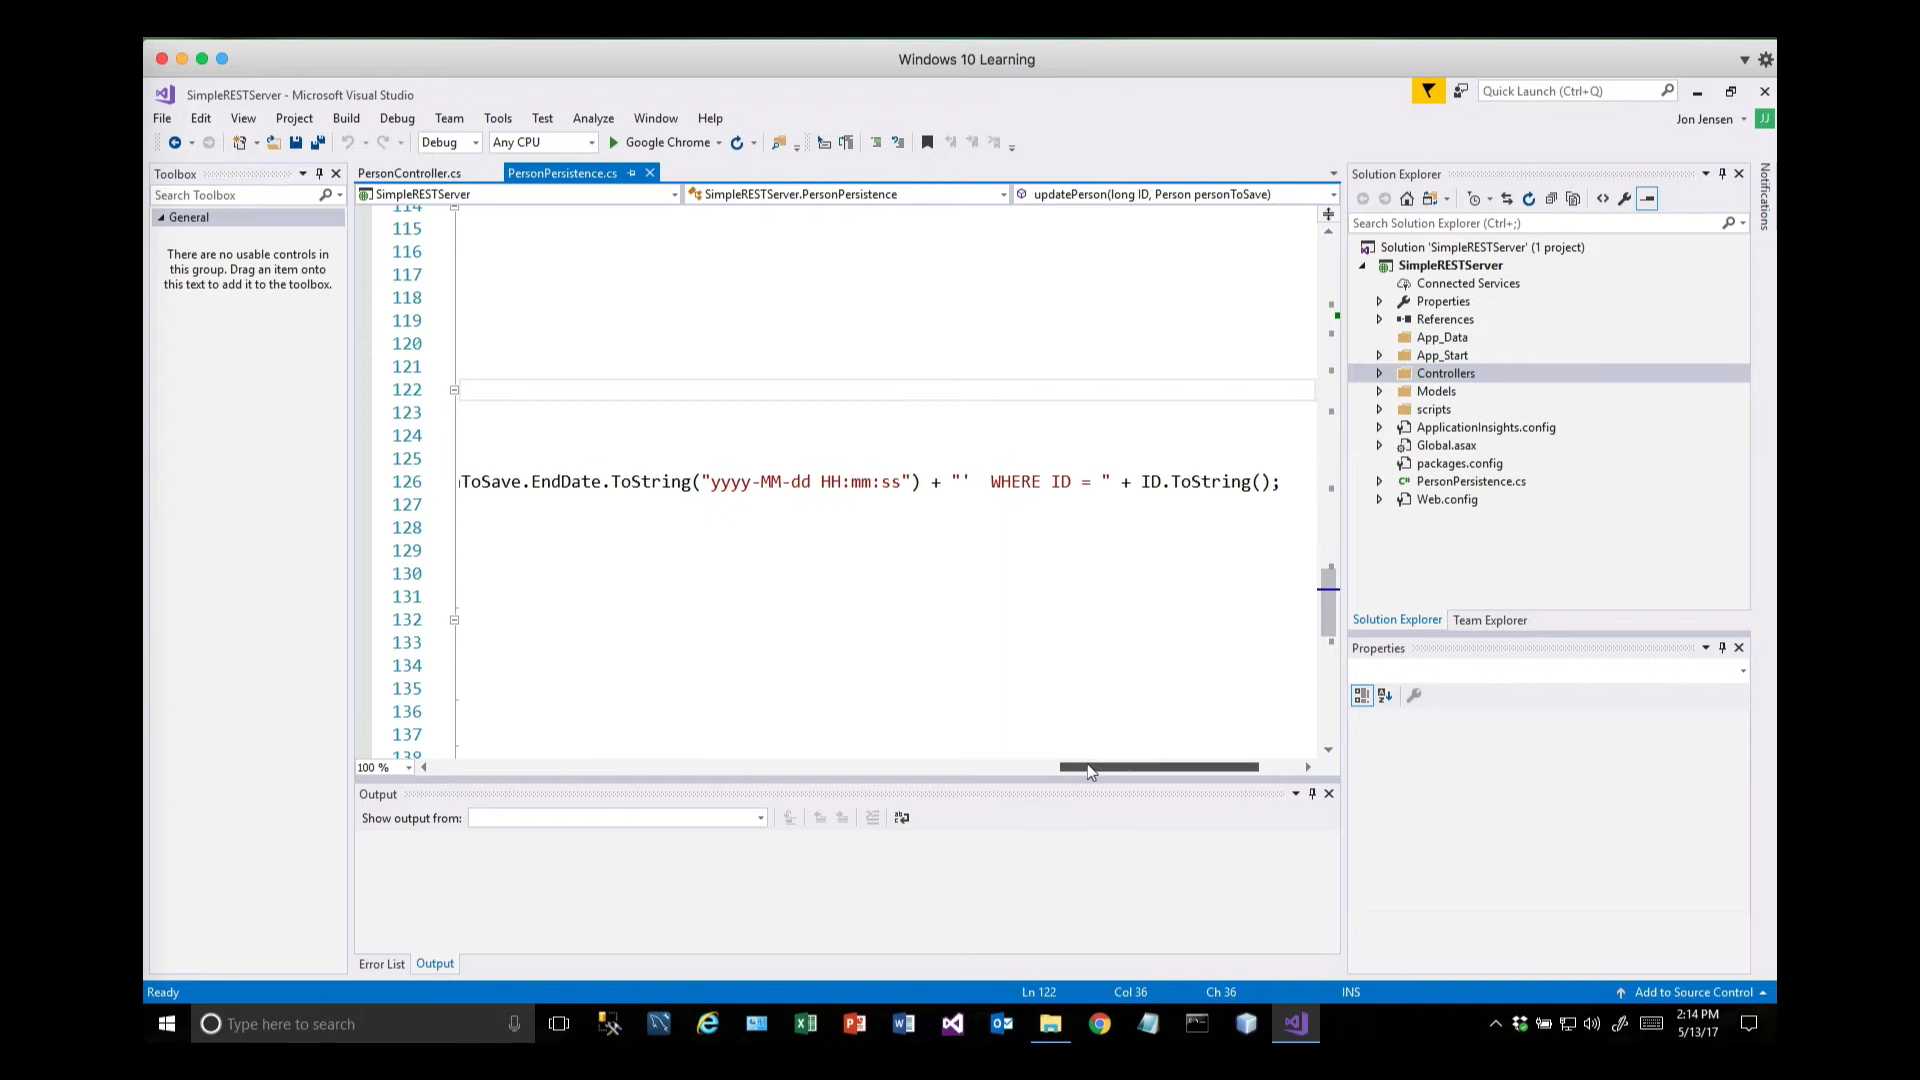 Windows 10 Learning
SimpleRESTServer - Microsoft Visual Studio
Quick Launch (Ctrl+Q)
File Edit View Project Build Debug Team Tools Test Analyze Window Help
Jon Jensen JJ
Debug Any CPU Google Chrome
Toolbox
Search Toolbox
General
There are no usable controls in
this group. Drag an item onto
this text to add it to the toolbox.
PersonController.cs PersonPersistence.cs
SimpleRESTServer SimpleRESTServer.PersonPersistence updatePerson(long ID, Person personToSave)
114
115
116
117
118
119
120
121
122
123
124
125
126 ToSave.EndDate.ToString("yyyy-MM-dd HH:mm:ss") + "'  WHERE ID = " + ID.ToString();
127
128
129
130
131
132
133
134
135
136
137
138
100 %
Output
Show output from:
Error List Output
Solution Explorer
Search Solution Explorer (Ctrl+;)
Solution 'SimpleRESTServer' (1 project)
SimpleRESTServer
Connected Services
Properties
References
App_Data
App_Start
Controllers
Models
scripts
ApplicationInsights.config
Global.asax
packages.config
PersonPersistence.cs
Web.config
Solution Explorer Team Explorer
Properties
Notifications
Ready Ln 122 Col 36 Ch 36 INS Add to Source Control
Type here to search
2:14 PM
5/13/17